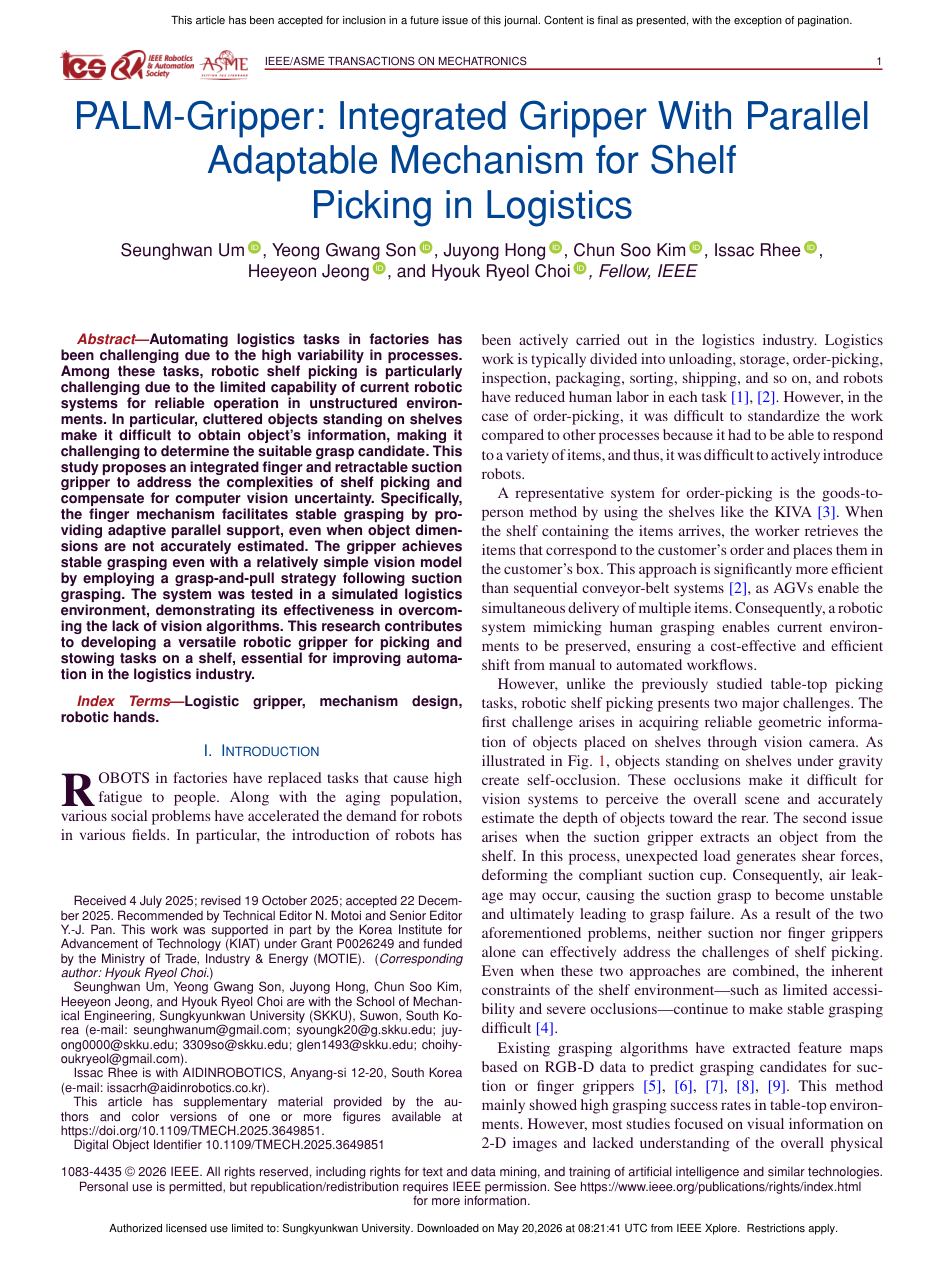 This article has been accepted for inclusion in a future issue of this journal. Content is final as presented, with the exception of pagination.
IEEE Robotics
& Automation
Society
ASME
IEEE/ASME TRANSACTIONS ON MECHATRONICS
1
PALM-Gripper: Integrated Gripper With Parallel
Adaptable Mechanism for Shelf
Picking in Logistics
Seunghwan Um, Yeong Gwang Son, Juyong Hong, Chun Soo Kim, Issac Rhee,
Heeyeon Jeong, and Hyouk Ryeol Choi, Fellow, IEEE
Abstract—Automating logistics tasks in factories has
been challenging due to the high variability in processes.
Among these tasks, robotic shelf picking is particularly
challenging due to the limited capability of current robotic
systems for reliable operation in unstructured environ-
ments. In particular, cluttered objects standing on shelves
make it difficult to obtain object's information, making it
challenging to determine the suitable grasp candidate. This
study proposes an integrated finger and retractable suction
gripper to address the complexities of shelf picking and
compensate for computer vision uncertainty. Specifically,
the finger mechanism facilitates stable grasping by pro-
viding adaptive parallel support, even when object dimen-
sions are not accurately estimated. The gripper achieves
stable grasping even with a relatively simple vision model
by employing a grasp-and-pull strategy following suction
grasping. The system was tested in a simulated logistics
environment, demonstrating its effectiveness in overcom-
ing the lack of vision algorithms. This research contributes
to developing a versatile robotic gripper for picking and
stowing tasks on a shelf, essential for improving automa-
tion in the logistics industry.
Index Terms—Logistic gripper, mechanism design,
robotic hands.
I. INTRODUCTION
ROBOTS in factories have replaced tasks that cause high
fatigue to people. Along with the aging population,
various social problems have accelerated the demand for robots
in various fields. In particular, the introduction of robots has
Received 4 July 2025; revised 19 October 2025; accepted 22 Decem-
ber 2025. Recommended by Technical Editor N. Motoi and Senior Editor
Y.-J. Pan. This work was supported in part by the Korea Institute for
Advancement of Technology (KIAT) under Grant P0026249 and funded
by the Ministry of Trade, Industry & Energy (MOTIE). (Corresponding
author: Hyouk Ryeol Choi.)
Seunghwan Um, Yeong Gwang Son, Juyong Hong, Chun Soo Kim,
Heeyeon Jeong, and Hyouk Ryeol Choi are with the School of Mechan-
ical Engineering, Sungkyunkwan University (SKKU), Suwon, South Ko-
rea (e-mail: seunghwanum@gmail.com; syoungk20@g.skku.edu; juy-
ong0000@skku.edu; 3309so@skku.edu; glen1493@skku.edu; choihy-
oukryeol@gmail.com).
Issac Rhee is with AIDINROBOTICS, Anyang-si 12-20, South Korea
(e-mail: issacrh@aidinrobotics.co.kr).
This article has supplementary material provided by the au-
thors and color versions of one or more figures available at
https://doi.org/10.1109/TMECH.2025.3649851.
Digital Object Identifier 10.1109/TMECH.2025.3649851
been actively carried out in the logistics industry. Logistics
work is typically divided into unloading, storage, order-picking,
inspection, packaging, sorting, shipping, and so on, and robots
have reduced human labor in each task [1], [2]. However, in the
case of order-picking, it was difficult to standardize the work
compared to other processes because it had to be able to respond
to a variety of items, and thus, it was difficult to actively introduce
robots.
A representative system for order-picking is the goods-to-
person method by using the shelves like the KIVA [3]. When
the shelf containing the items arrives, the worker retrieves the
items that correspond to the customer's order and places them in
the customer's box. This approach is significantly more efficient
than sequential conveyor-belt systems [2], as AGVs enable the
simultaneous delivery of multiple items. Consequently, a robotic
system mimicking human grasping enables current environ-
ments to be preserved, ensuring a cost-effective and efficient
shift from manual to automated workflows.
However, unlike the previously studied table-top picking
tasks, robotic shelf picking presents two major challenges. The
first challenge arises in acquiring reliable geometric informa-
tion of objects placed on shelves through vision camera. As
illustrated in Fig. 1, objects standing on shelves under gravity
create self-occlusion. These occlusions make it difficult for
vision systems to perceive the overall scene and accurately
estimate the depth of objects toward the rear. The second issue
arises when the suction gripper extracts an object from the
shelf. In this process, unexpected load generates shear forces,
deforming the compliant suction cup. Consequently, air leak-
age may occur, causing the suction grasp to become unstable
and ultimately leading to grasp failure. As a result of the two
aforementioned problems, neither suction nor finger grippers
alone can effectively address the challenges of shelf picking.
Even when these two approaches are combined, the inherent
constraints of the shelf environment—such as limited accessi-
bility and severe occlusions—continue to make stable grasping
difficult [4].
Existing grasping algorithms have extracted feature maps
based on RGB-D data to predict grasping candidates for suc-
tion or finger grippers [5], [6], [7], [8], [9]. This method
mainly showed high grasping success rates in table-top environ-
ments. However, most studies focused on visual information on
2-D images and lacked understanding of the overall physical
1083-4435 © 2026 IEEE. All rights reserved, including rights for text and data mining, and training of artificial intelligence and similar technologies.
Personal use is permitted, but republication/redistribution requires IEEE permission. See https://www.ieee.org/publications/rights/index.html
for more information.
Authorized licensed use limited to: Sungkyunkwan University. Downloaded on May 20,2026 at 08:21:41 UTC from IEEE Xplore. Restrictions apply.